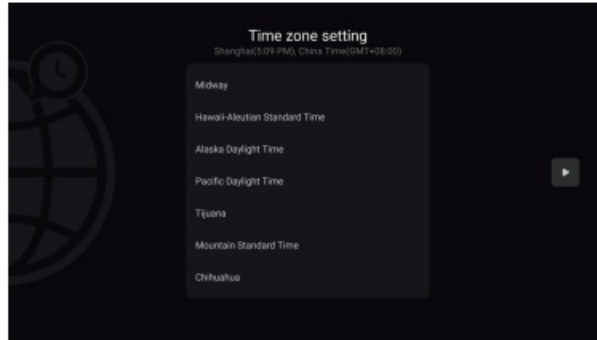 Time zone setting
Shanghai(5:09 PM), China Time(GMT+08:00)
Midway
Hawaii-Aleutian Standard Time
Alaska Daylight Time
Pacific Daylight Time
Tijuana
Mountain Standard Time
Chihuahua